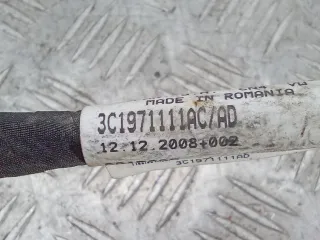 MADE IN ROMANIA
3C1971111AC/AD
12.12.2008+002
3C1971111AD